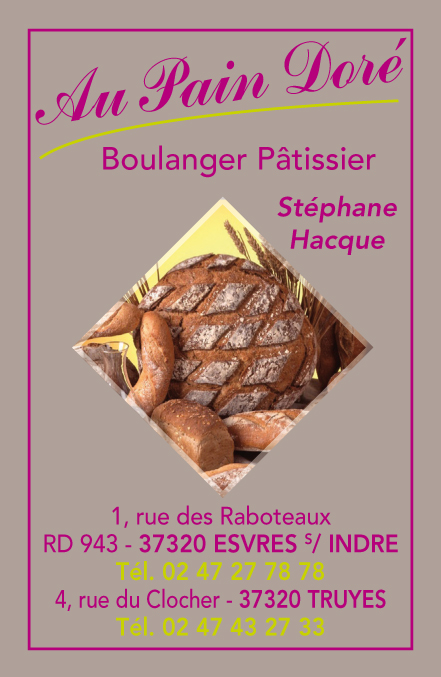 Au Pain Doré
Boulanger Pâtissier
Stéphane
Hacque
1, rue des Raboteaux
RD 943 - 37320 ESVRES S/ INDRE
Tél. 02 47 27 78 78
4, rue du Clocher - 37320 TRUYES
Tél. 02 47 43 27 33